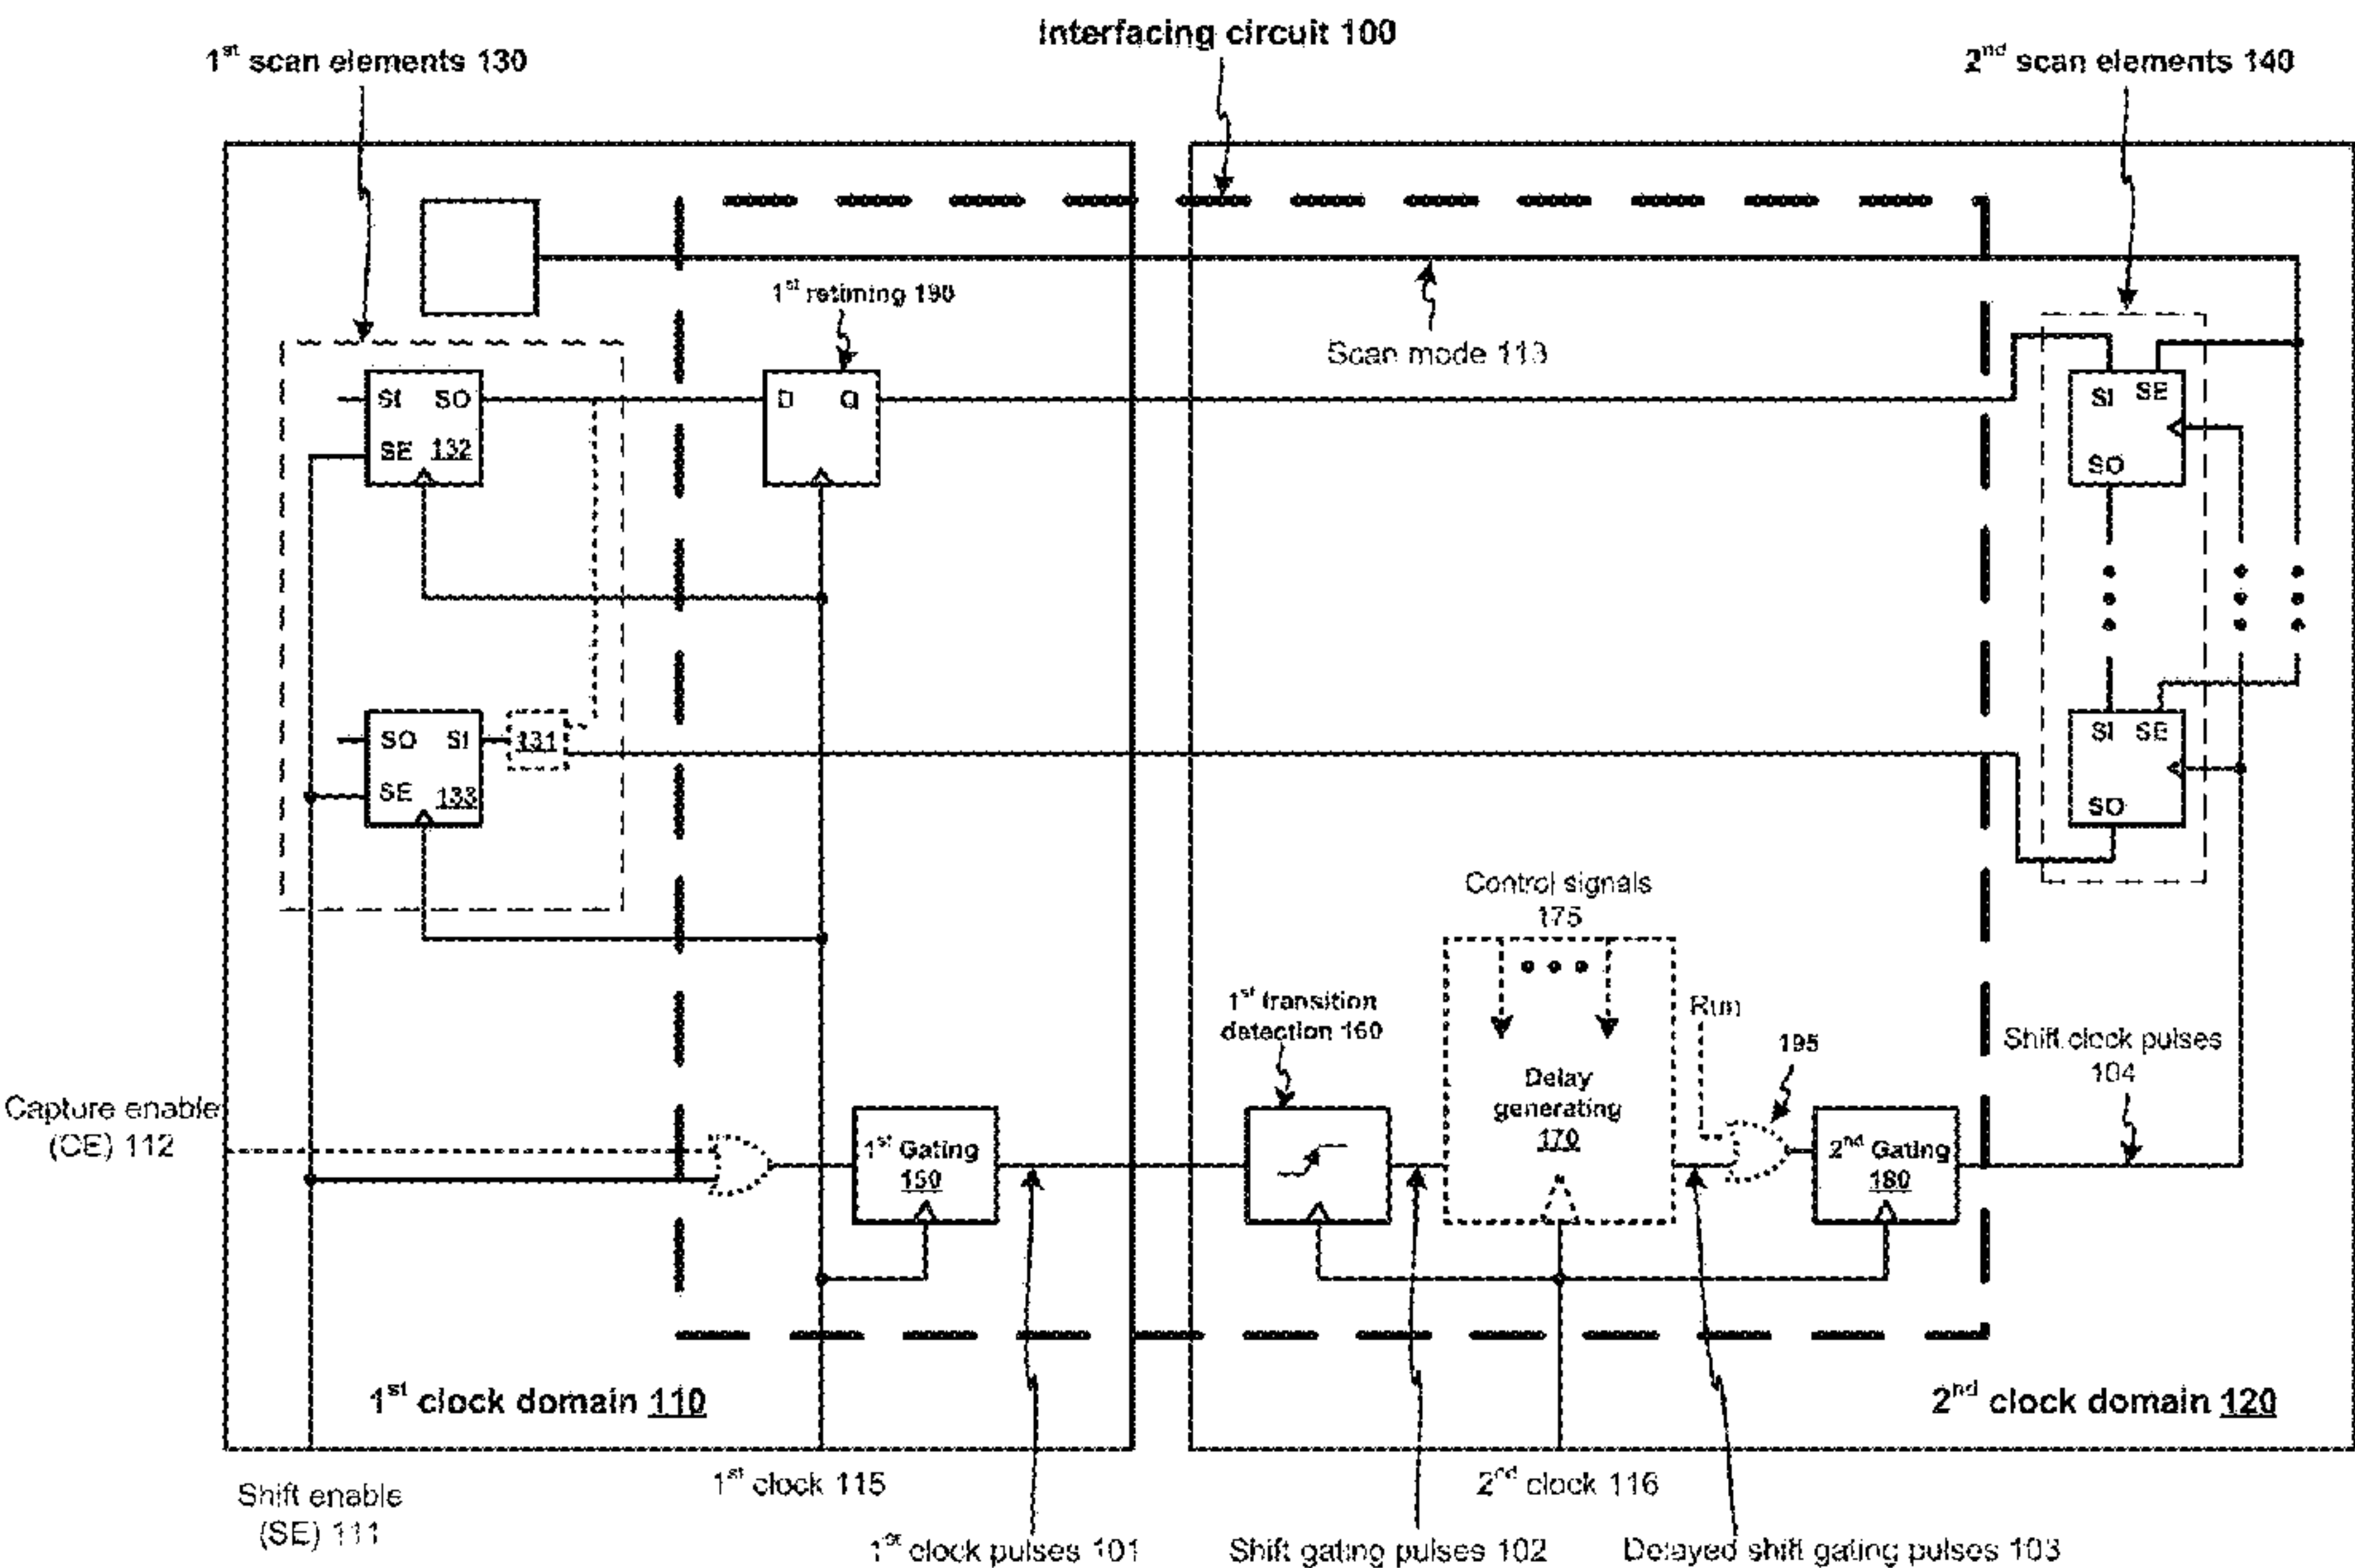 Interfacing circuit 100
1st scan elements 130
2nd scan elements 140
1st retiming 190
Scan mode 113
SI SO
SE 132
D Q
SI SE
SO
SO SI
131
SE 133
SI SE
SO
Control signals
175
1st transition
detection 160
Run
195
Shift clock pulses
104
Delay
generating
170
Capture enable
(CE) 112
1st Gating
150
2nd Gating
180
1st clock domain 110
2nd clock domain 120
Shift enable
(SE) 111
1st clock 115
2nd clock 116
1st clock pulses 101
Shift gating pulses 102
Delayed shift gating pulses 103